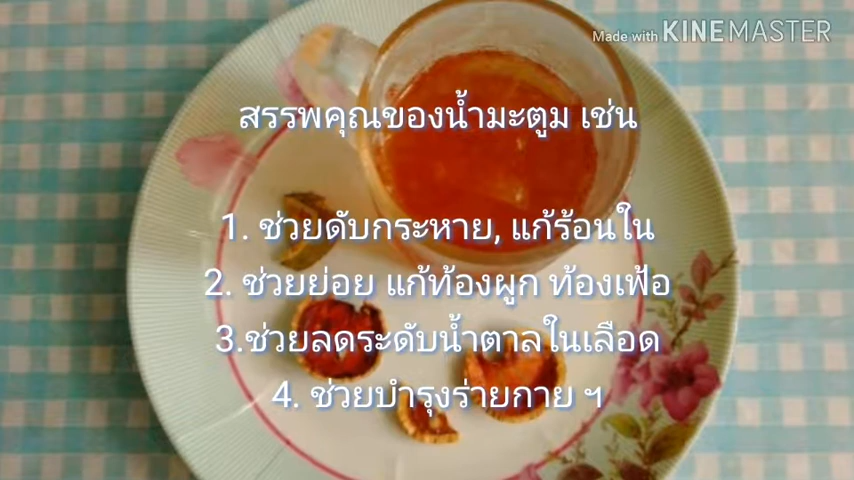 Made with KINEMASTER
สรรพคุณของน้ำมะตูม เช่น
1. ช่วยดับกระหาย, แก้ร้อนใน
2. ช่วยย่อย แก้ท้องผูก ท้องเฟ้อ
3.ช่วยลดระดับน้ำตาลในเลือด
4. ช่วยบำรุงร่ายกาย ฯ